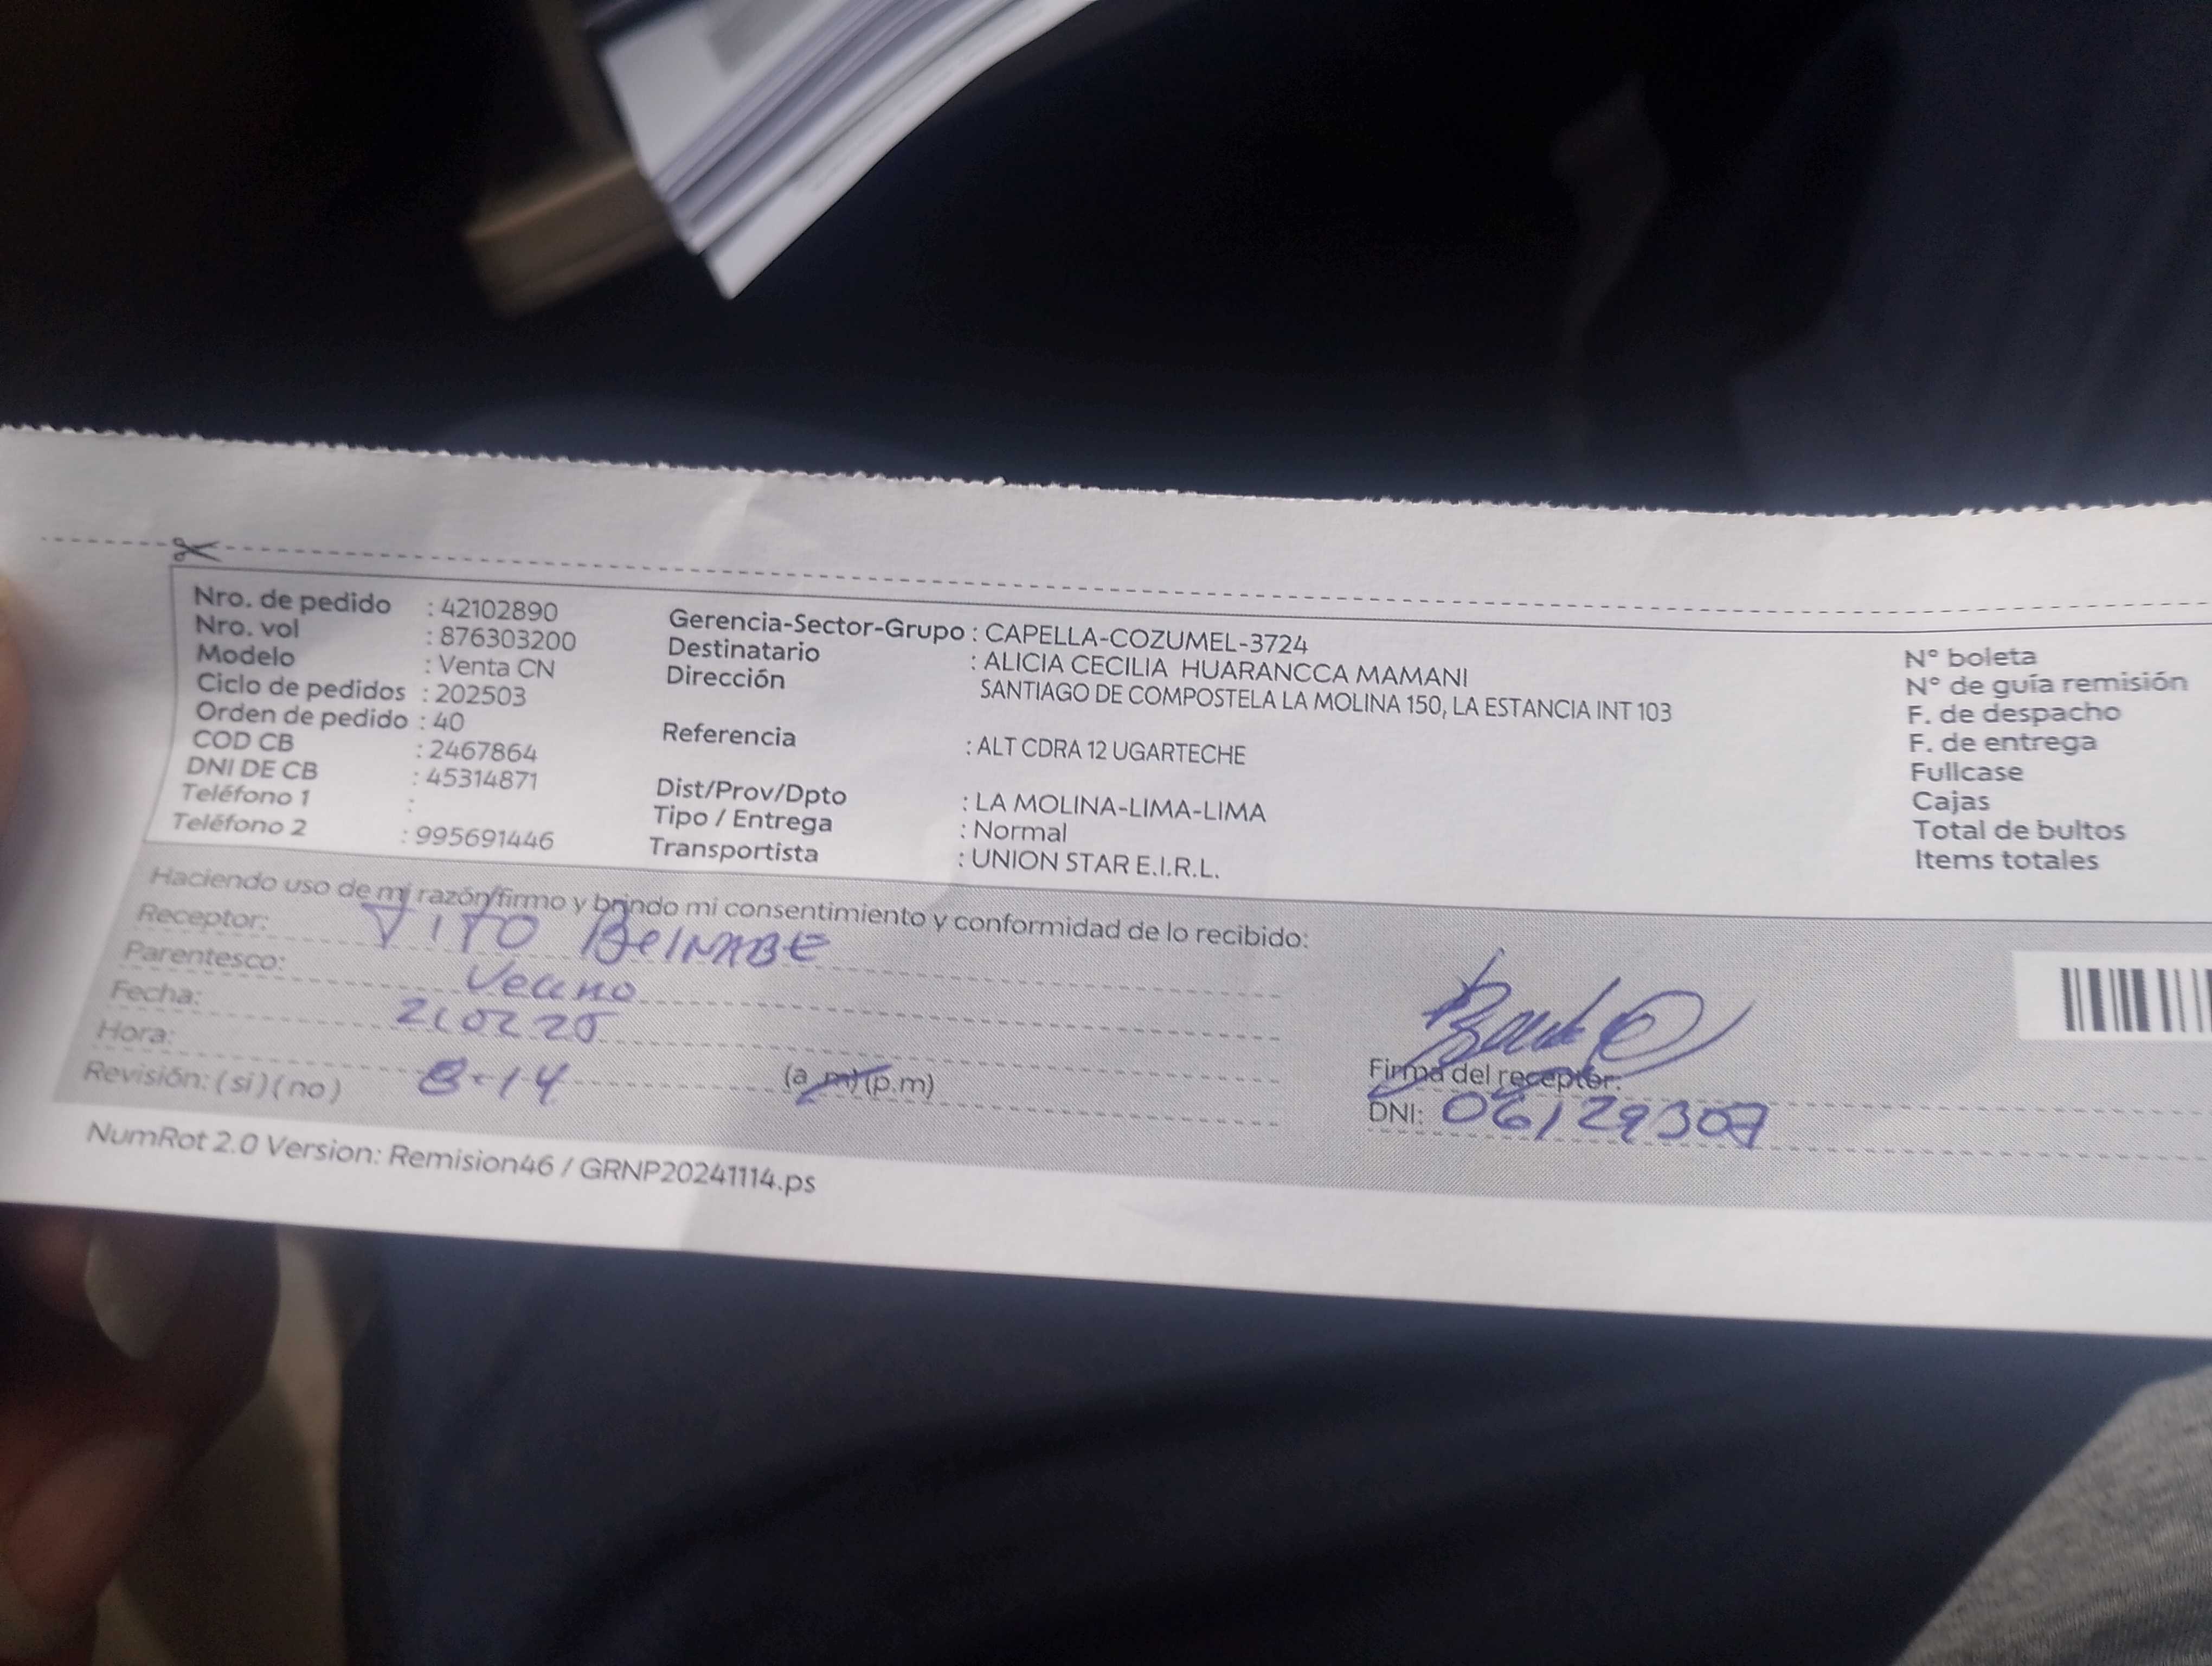 Nro. de pedido : 42102890
Nro. vol : 876303200
Modelo : Venta CN
Ciclo de pedidos : 202503
Orden de pedido : 40
COD CB : 2467864
DNI DE CB : 45314871
Teléfono 1 :
Teléfono 2 : 995691446
Gerencia-Sector-Grupo : CAPELLA-COZUMEL-3724
Destinatario : ALICIA CECILIA HUARANCCA MAMANI
Dirección SANTIAGO DE COMPOSTELA LA MOLINA 150, LA ESTANCIA INT 103
Referencia : ALT CDRA 12 UGARTECHE
Dist/Prov/Dpto : LA MOLINA-LIMA-LIMA
Tipo / Entrega : Normal
Transportista : UNION STAR E.I.R.L.
N° boleta
N° de guía remisión
F. de despacho
F. de entrega
Fullcase
Cajas
Total de bultos
Items totales
Haciendo uso de mi razón/firmo y brindo mi consentimiento y conformidad de lo recibido:
Receptor: VITO
Parentesco: Vecino
Fecha: 210225
Hora: 8-14 (a.m) (p.m)
Revisión: ( si ) ( no )
Firma del receptor:
DNI: 06129307
NumRot 2.0 Version: Remision46 / GRNP20241114.ps